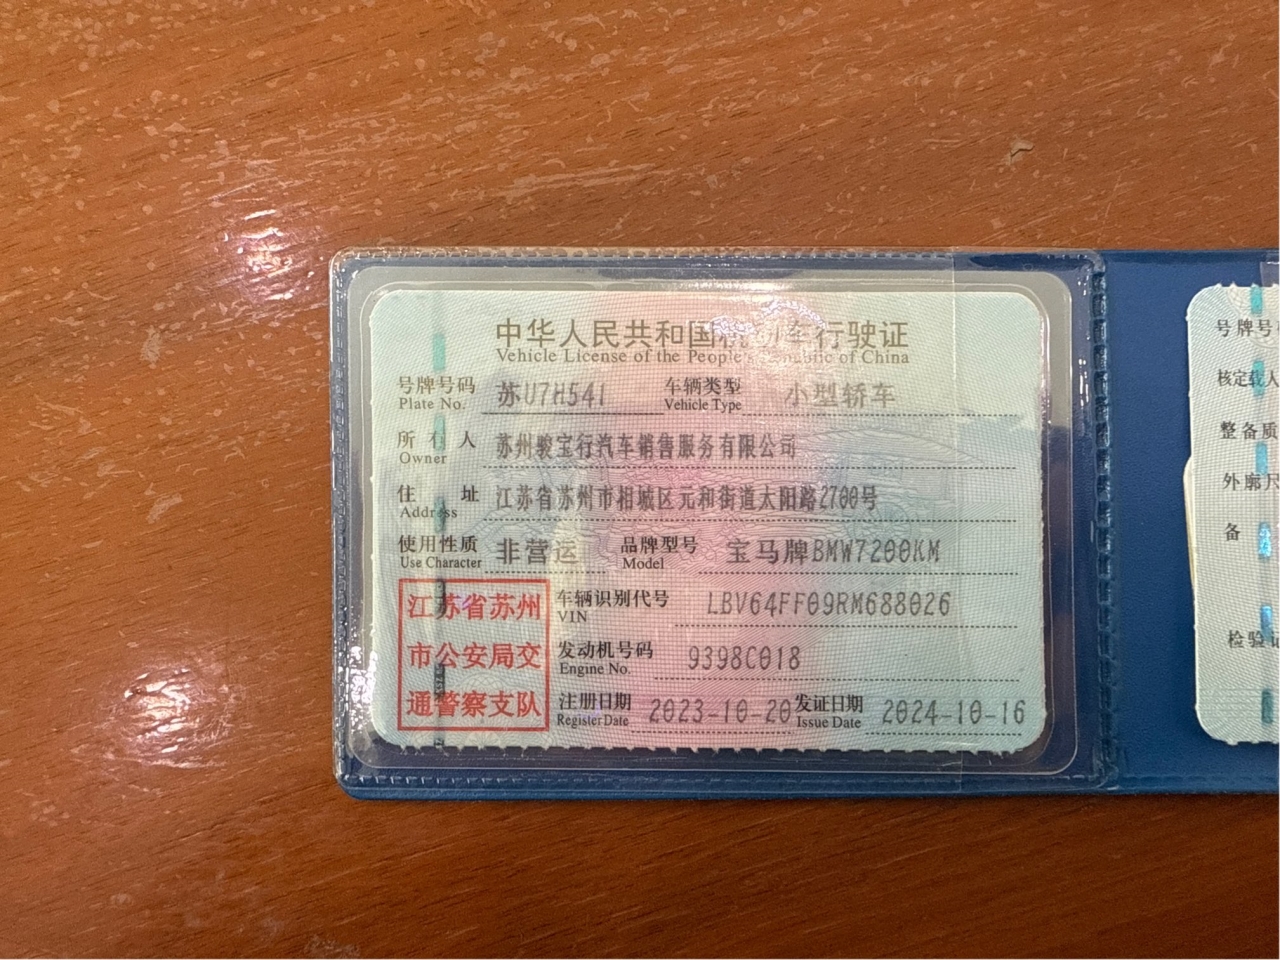 中华人民共和国机动车行驶证
Vehicle License of the People's Republic of China
号牌号码 苏U7H541 车辆类型 小型轿车
Plate No. Vehicle Type
所有人 苏州骏宝行汽车销售服务有限公司
Owner
住址 江苏省苏州市相城区元和街道太阳路2700号
Address
使用性质 非营运 品牌型号 宝马牌BMW7200KM
Use Character Model
江苏省苏州
市公安局交
通警察支队
车辆识别代号 LBV64FF09RM688026
VIN
发动机号码 9398C018
Engine No.
注册日期 2023-10-20 发证日期 2024-10-16
Register Date Issue Date
号牌号
核定载人
整备质
外廓尺
备
检验记